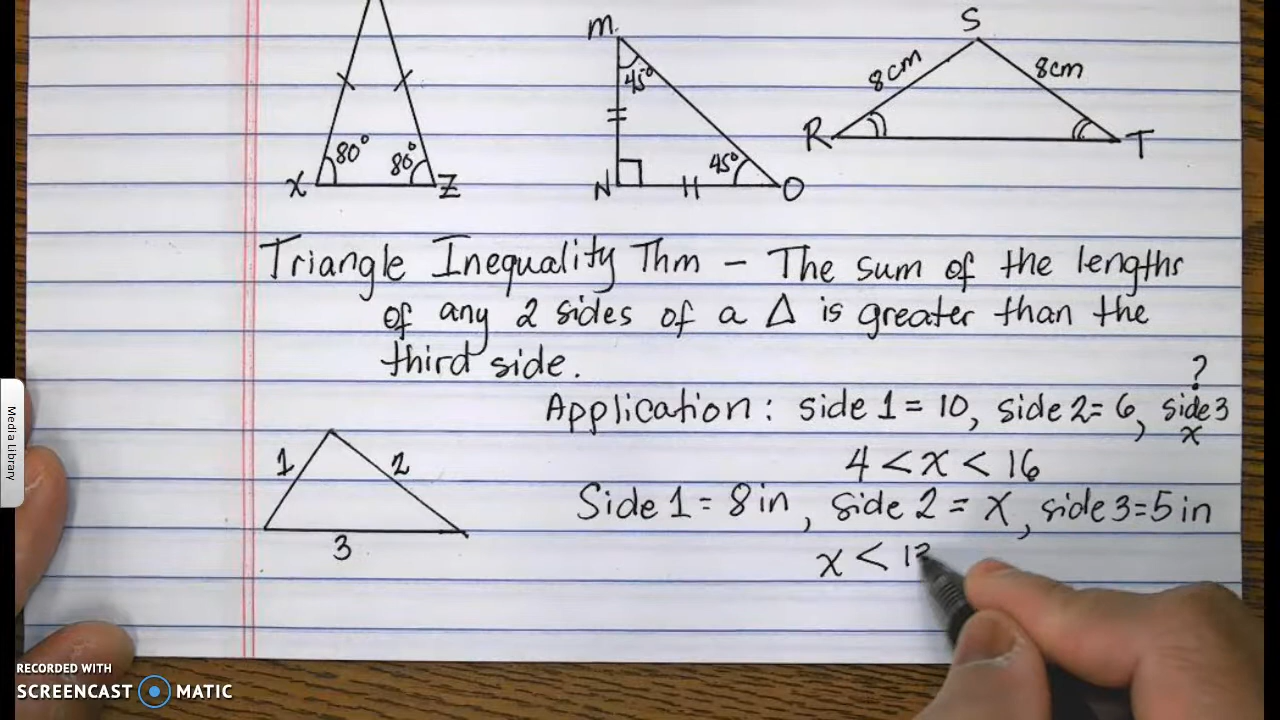 m
45°
80° 80°
X Z
N 45° O
S
8cm 8cm
R T
Triangle Inequality Thm - The sum of the lengths
of any 2 sides of a Δ is greater than the
third side.
?
Application: side 1 = 10, side 2 = 6, side 3
x
4 < x < 16
Side 1 = 8 in, side 2 = x, side 3 = 5 in
x < 13
1 2
3
Media Library
RECORDED WITH
SCREENCAST MATIC